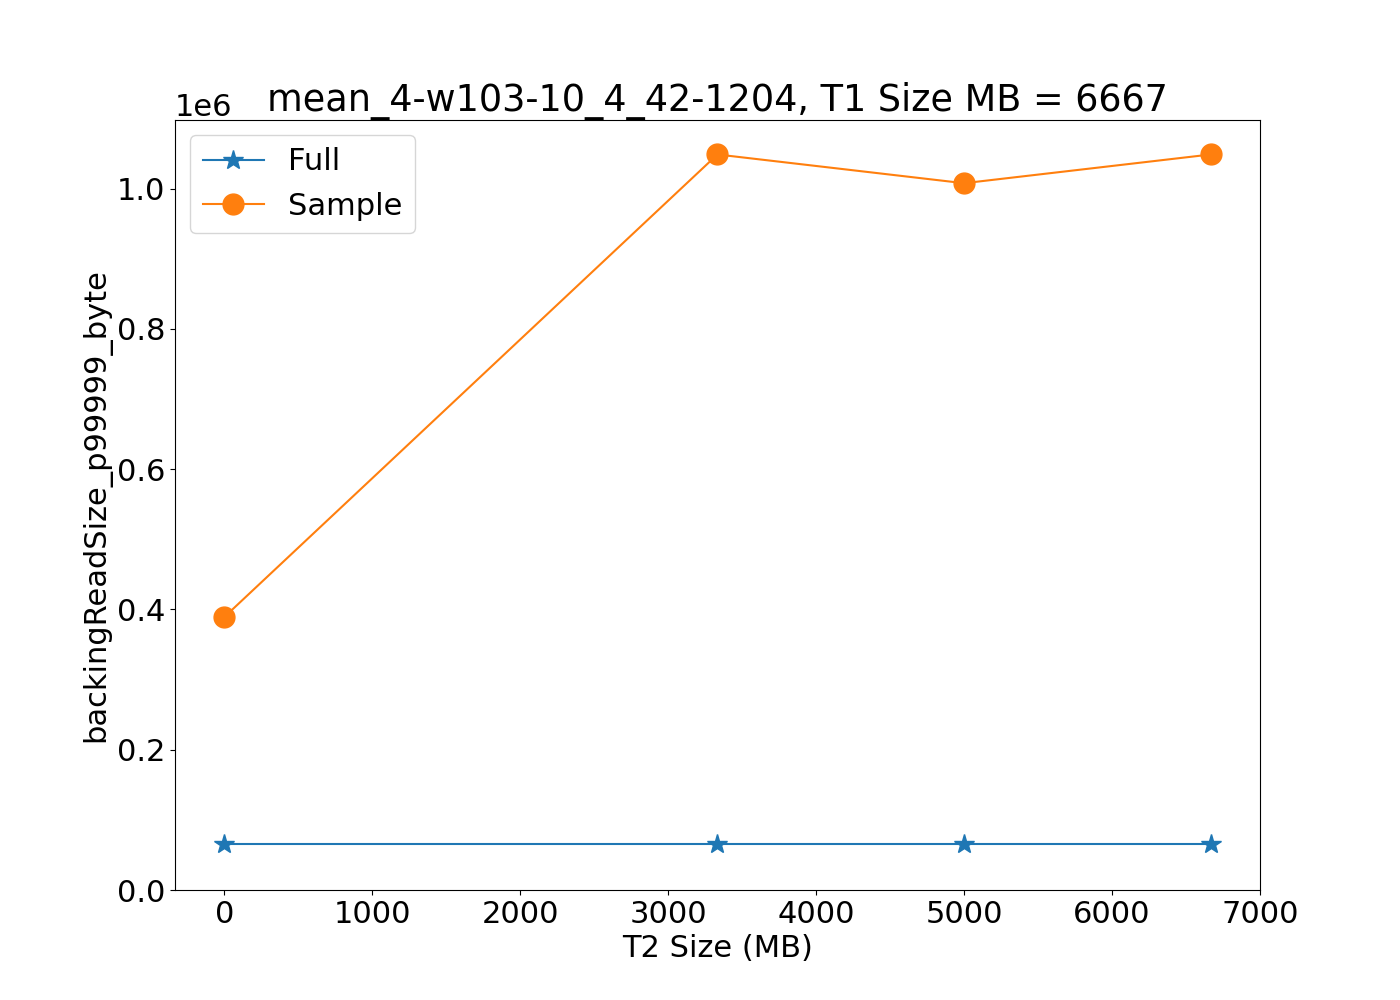 mean_4-w103-10_4_42-1204, T1 Size MB = 6667
1e6
Full
Sample
1.0
0.8
0.6
0.4
0.2
0.0
backingReadSize_p99999_byte
0 1000 2000 3000 4000 5000 6000 7000
T2 Size (MB)